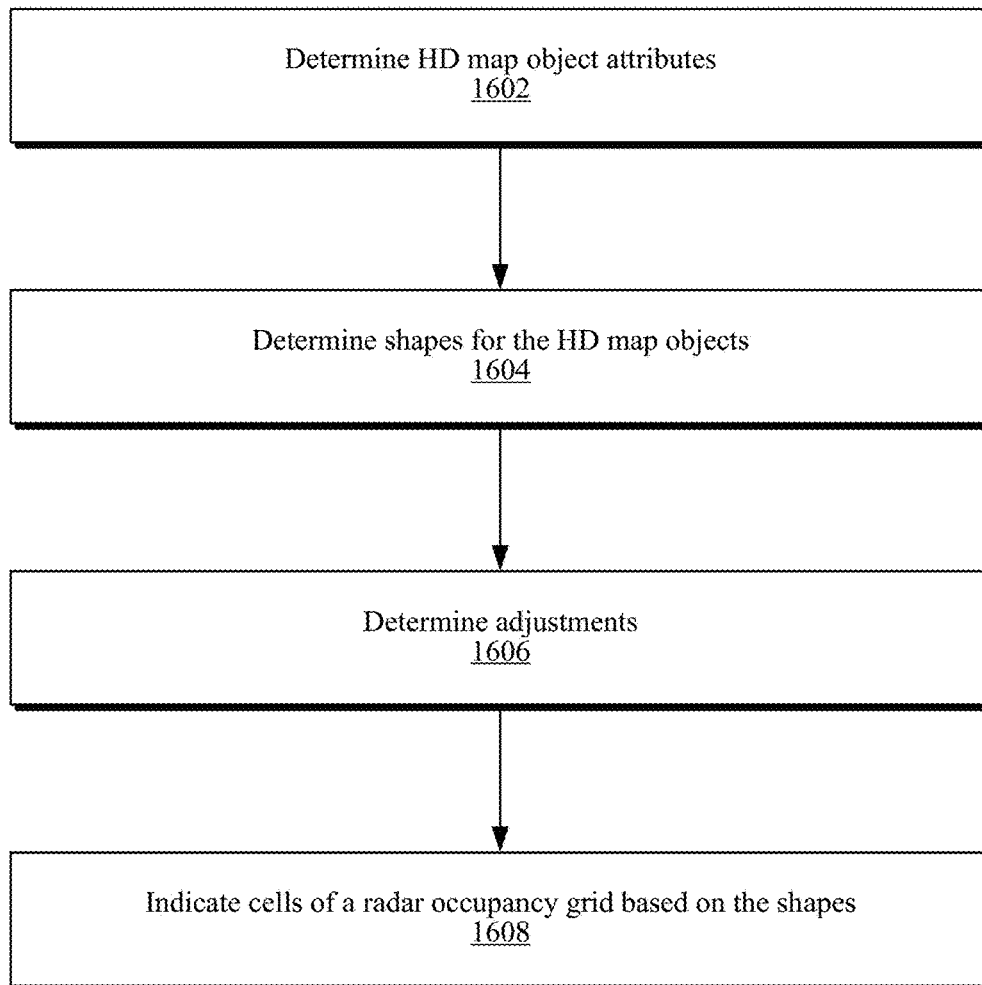 Determine HD map object attributes
1602
Determine shapes for the HD map objects
1604
Determine adjustments
1606
Indicate cells of a radar occupancy grid based on the shapes
1608